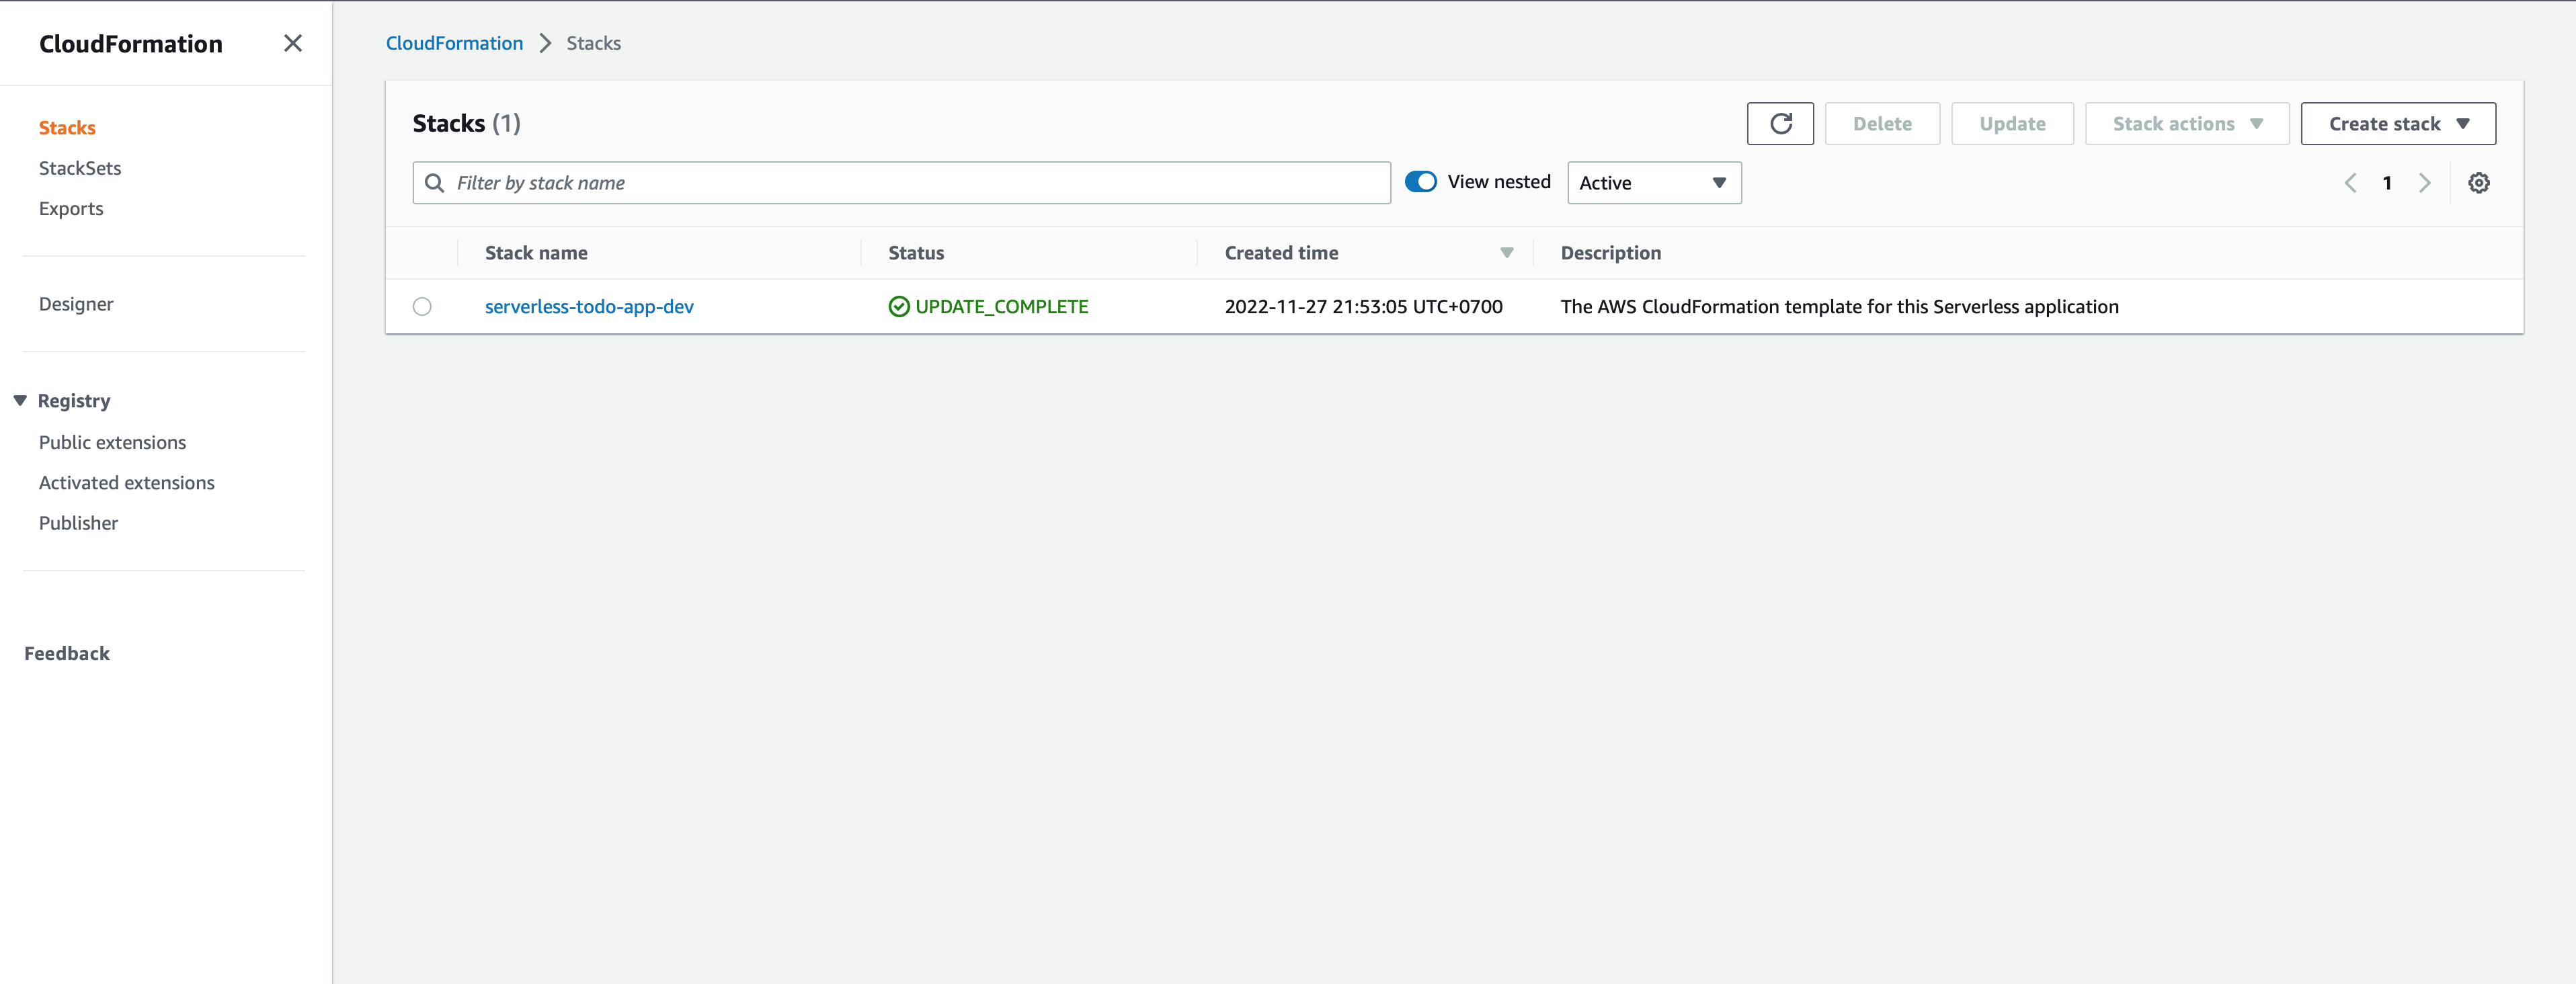 CloudFormation
Stacks
StackSets
Exports
Designer
Registry
Public extensions
Activated extensions
Publisher
Feedback
CloudFormation Stacks
Stacks (1)
Delete Update Stack actions Create stack
Filter by stack name View nested Active 1
Stack name Status Created time Description
serverless-todo-app-dev UPDATE_COMPLETE 2022-11-27 21:53:05 UTC+0700 The AWS CloudFormation template for this Serverless application